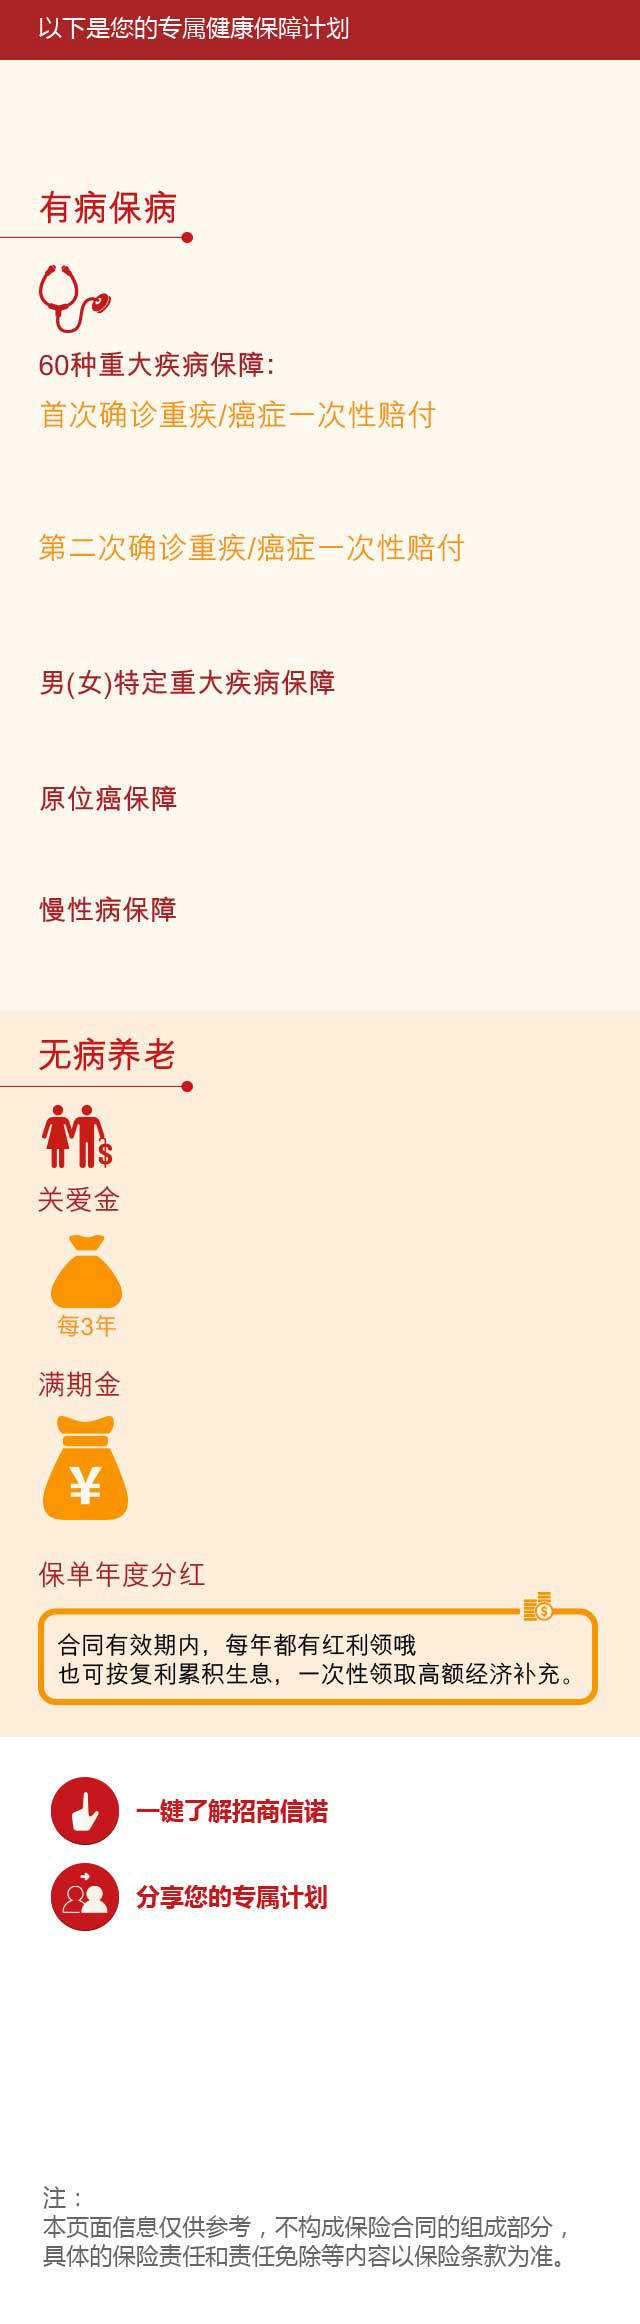 以下是您的专属健康保障计划
有病保病
60种重大疾病保障:
首次确诊重疾/癌症一次性赔付
第二次确诊重疾/癌症一次性赔付
男(女)特定重大疾病保障
原位癌保障
慢性病保障
无病养老
$
关爱金
每3年
满期金
¥
保单年度分红
$
合同有效期内，每年都有红利领哦
也可按复利累积生息，一次性领取高额经济补充。
一键了解招商信诺
分享您的专属计划
注：
本页面信息仅供参考，不构成保险合同的组成部分，
具体的保险责任和责任免除等内容以保险条款为准。